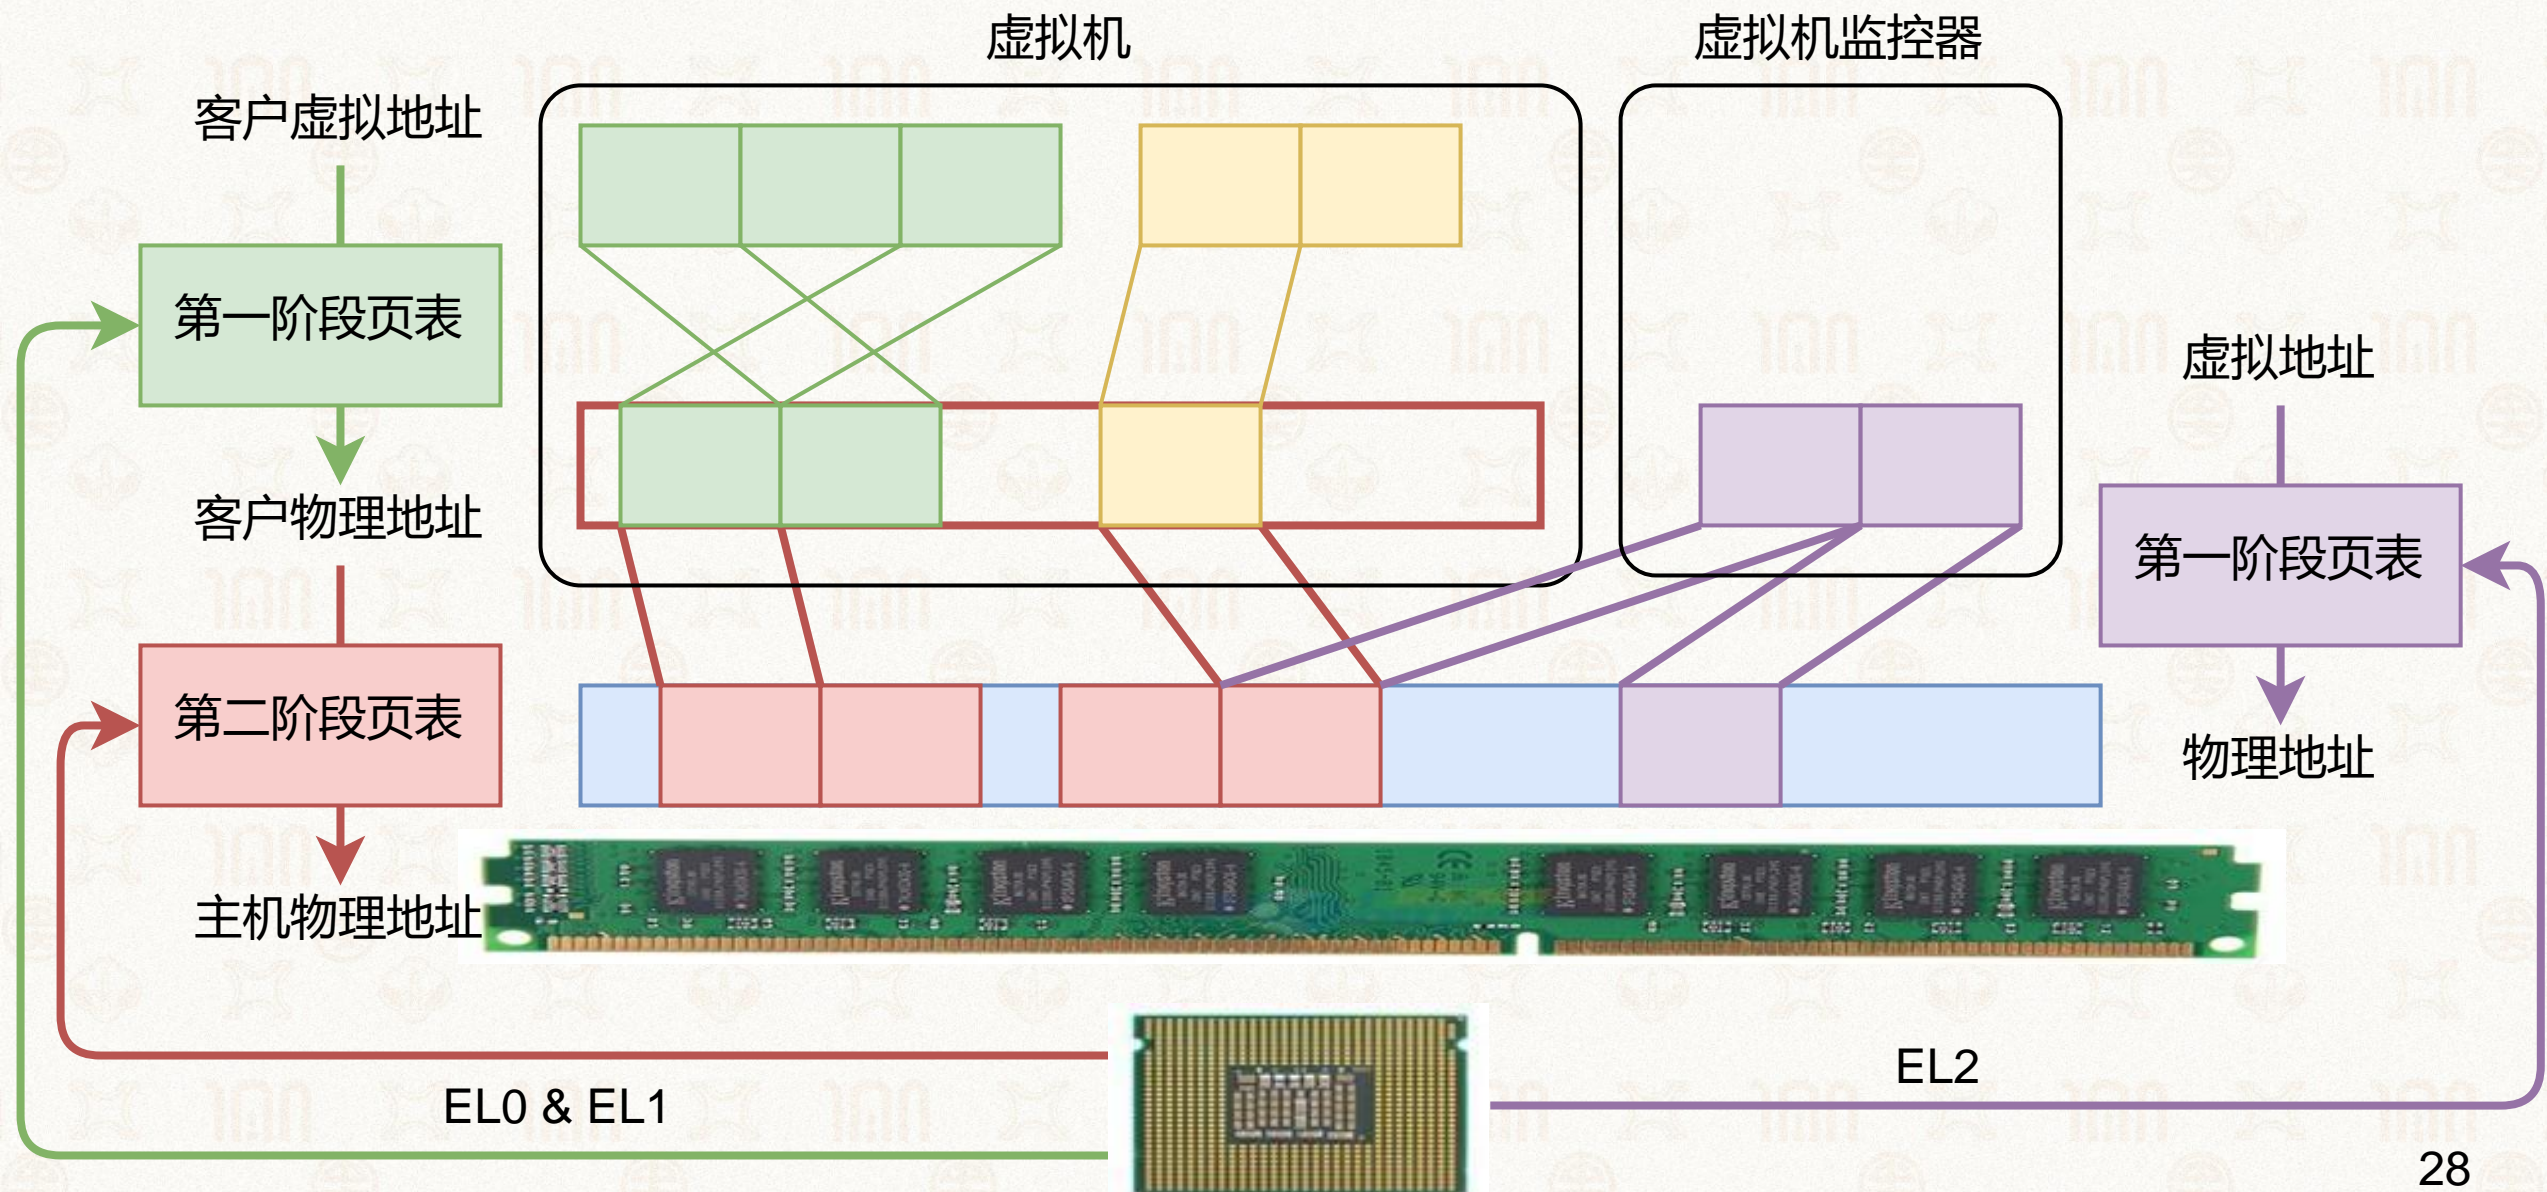 虚拟机
虚拟机监控器
客户虚拟地址
第一阶段页表
客户物理地址
第二阶段页表
主机物理地址
虚拟地址
第一阶段页表
物理地址
EL0 & EL1
EL2
28